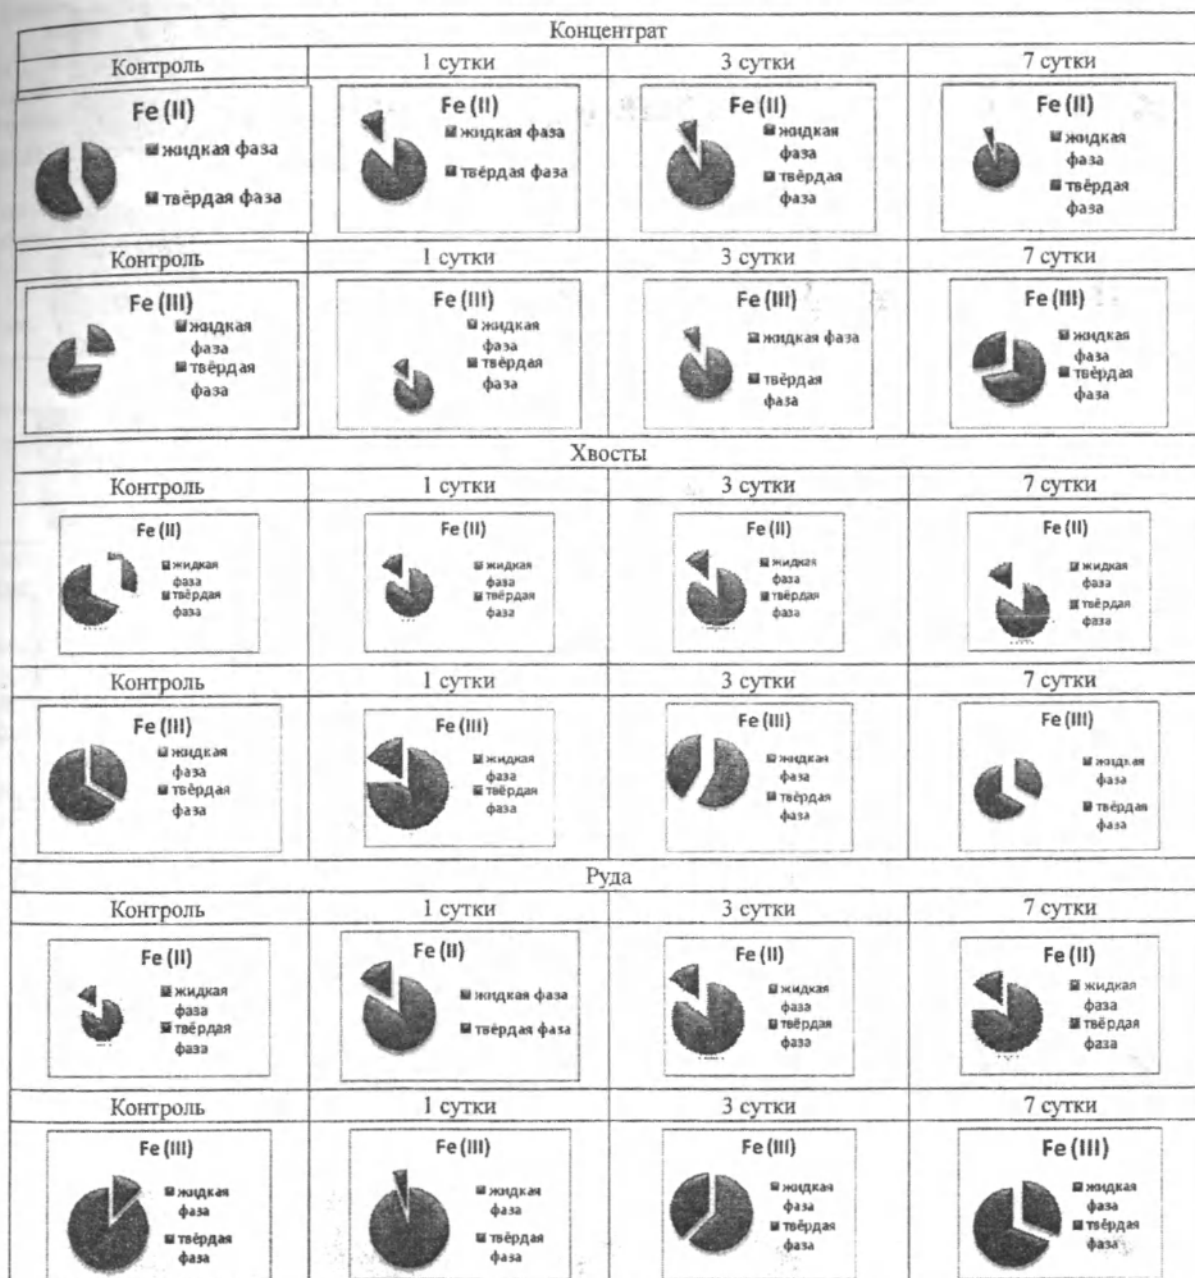 Концентрат
Контроль 1 сутки 3 сутки 7 сутки
Fe (II)
жидкая фаза
твёрдая фаза
Fe (II)
жидкая фаза
твёрдая фаза
Fe (II)
жидкая
фаза
твёрдая
фаза
Fe (II)
жидкая
фаза
твёрдая
фаза
Контроль 1 сутки 3 сутки 7 сутки
Fe (III)
жидкая
фаза
твёрдая
фаза
Fe (III)
жидкая
фаза
твёрдая
фаза
Fe (III)
жидкая фаза
твёрдая
фаза
Fe (III)
жидкая
фаза
твёрдая
фаза
Хвосты
Контроль 1 сутки 3 сутки 7 сутки
Fe (II)
жидкая
фаза
твёрдая
фаза
Fe (II)
жидкая
фаза
твёрдая
фаза
Fe (II)
жидкая
фаза
твёрдая
фаза
Fe (II)
жидкая
фаза
твёрдая
фаза
Контроль 1 сутки 3 сутки 7 сутки
Fe (III)
жидкая
фаза
твёрдая
фаза
Fe (III)
жидкая
фаза
твёрдая
фаза
Fe (III)
жидкая
фаза
твёрдая
фаза
Fe (III)
жидкая
фаза
твёрдая
фаза
Руда
Контроль 1 сутки 3 сутки 7 сутки
Fe (II)
жидкая
фаза
твёрдая
фаза
Fe (II)
жидкая фаза
твёрдая фаза
Fe (II)
жидкая
фаза
твёрдая
фаза
Fe (II)
жидкая
фаза
твёрдая
фаза
Контроль 1 сутки 3 сутки 7 сутки
Fe (III)
жидкая
фаза
твёрдая
фаза
Fe (III)
жидкая
фаза
твёрдая
фаза
Fe (III)
жидкая
фаза
твёрдая
фаза
Fe (III)
жидкая
фаза
твёрдая
фаза